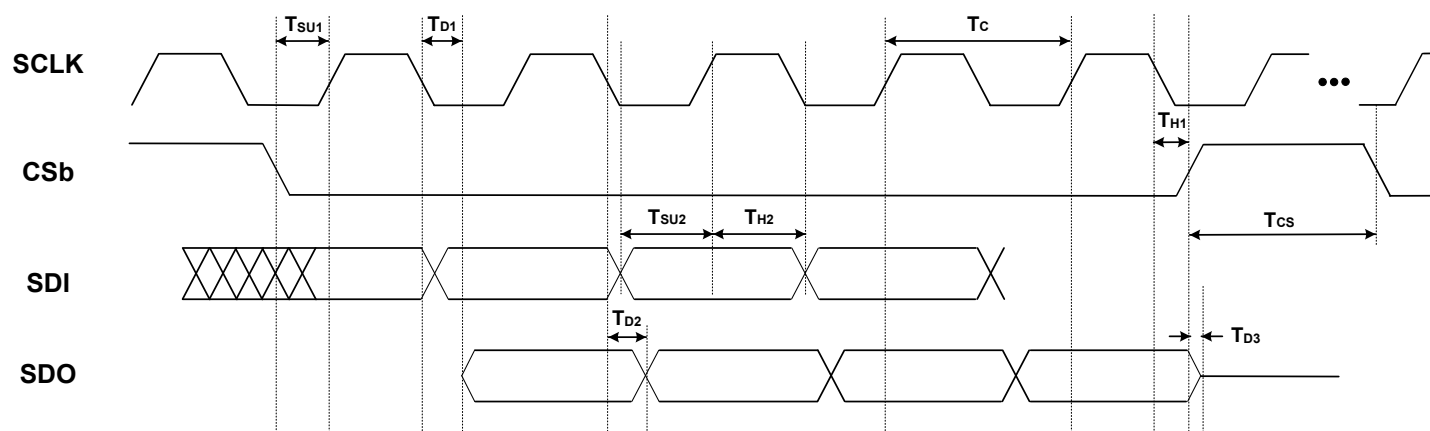 TSU1
TD1
TC
SCLK
•••
TH1
CSb
TSU2
TH2
TCS
SDI
TD2
TD3
SDO